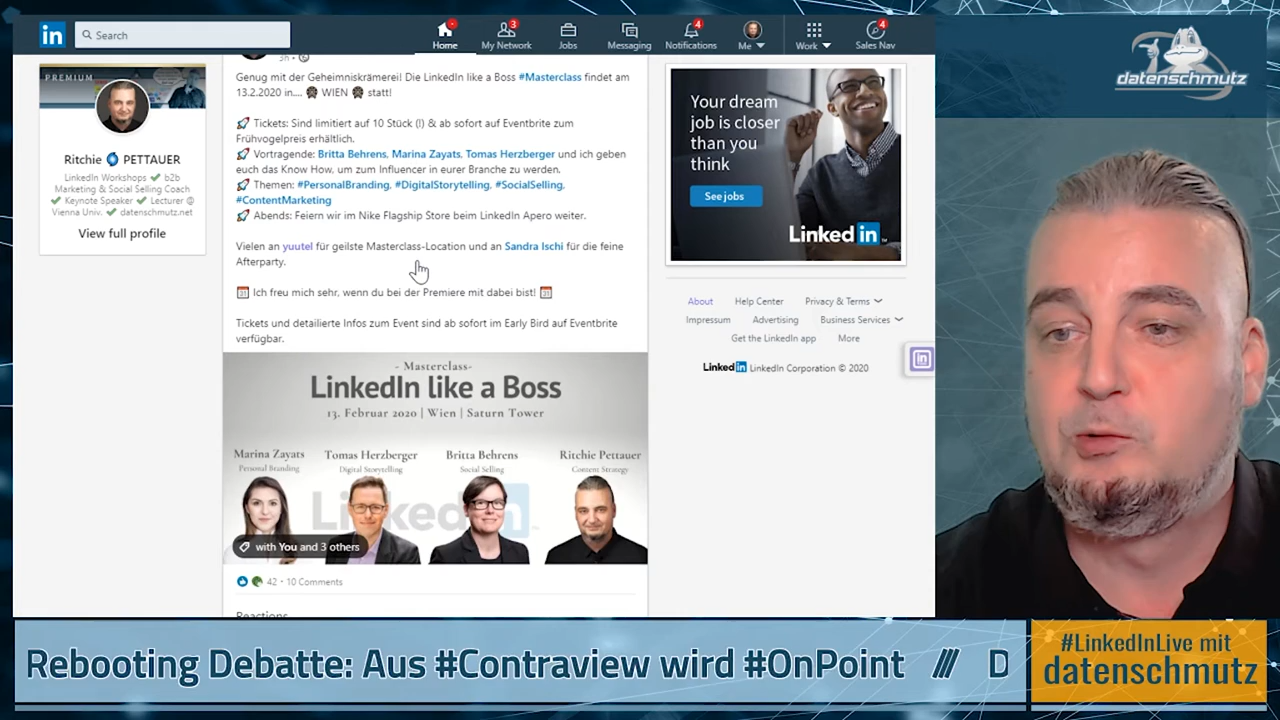 in
Search
3
4
4
Home
My Network
Jobs
Messaging
Notifications
Me
Work
Sales Nav
datenschmutz
PREMIUM
Ritchie PETTAUER
LinkedIn Workshops ✔ b2b
Marketing & Social Selling Coach
✔ Keynote Speaker ✔ Lecturer @
Vienna Univ. ✔ datenschmutz.net
View full profile
3h •
Genug mit der Geheimniskrämerei! Die LinkedIn like a Boss #Masterclass findet am
13.2.2020 in.... WIEN statt!
Tickets: Sind limitiert auf 10 Stück (!) & ab sofort auf Eventbrite zum
Frühvogelpreis erhältlich.
Vortragende: Britta Behrens, Marina Zayats, Tomas Herzberger und ich geben
euch das Know How, um zum Influencer in eurer Branche zu werden.
Themen: #PersonalBranding, #DigitalStorytelling, #SocialSelling,
#ContentMarketing
Abends: Feiern wir im Nike Flagship Store beim LinkedIn Apero weiter.
Vielen an yuutel für geilste Masterclass-Location und an Sandra Ischi für die feine
Afterparty.
Ich freu mich sehr, wenn du bei der Premiere mit dabei bist!
Tickets und detailierte Infos zum Event sind ab sofort im Early Bird auf Eventbrite
verfügbar.
- Masterclass-
LinkedIn like a Boss
13. Februar 2020 | Wien | Saturn Tower
Marina Zayats
Personal Branding
Tomas Herzberger
Digital Storytelling
Britta Behrens
Social Selling
Ritchie Pettauer
Content Strategy
LinkedIn
with You and 3 others
42 • 10 Comments
Reactions
Your dream
job is closer
than you
think
See jobs
LinkedIn
About
Help Center
Privacy & Terms
Impressum
Advertising
Business Services
Get the LinkedIn app
More
LinkedIn LinkedIn Corporation © 2020
in
Rebooting Debatte: Aus #Contraview wird #OnPoint /// D
#LinkedInLive mit
datenschmutz